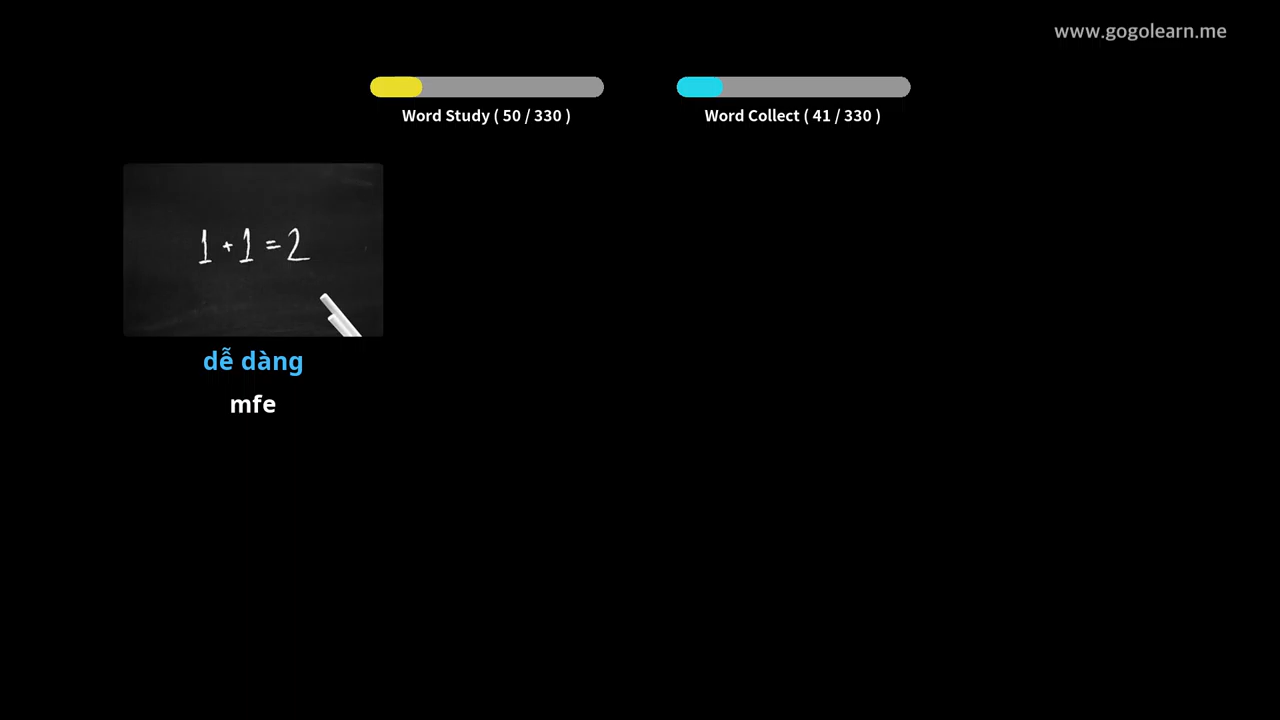 www.gogolearn.me
Word Study ( 50 / 330 )
Word Collect ( 41 / 330 )
1 + 1 = 2
dễ dàng
mfe